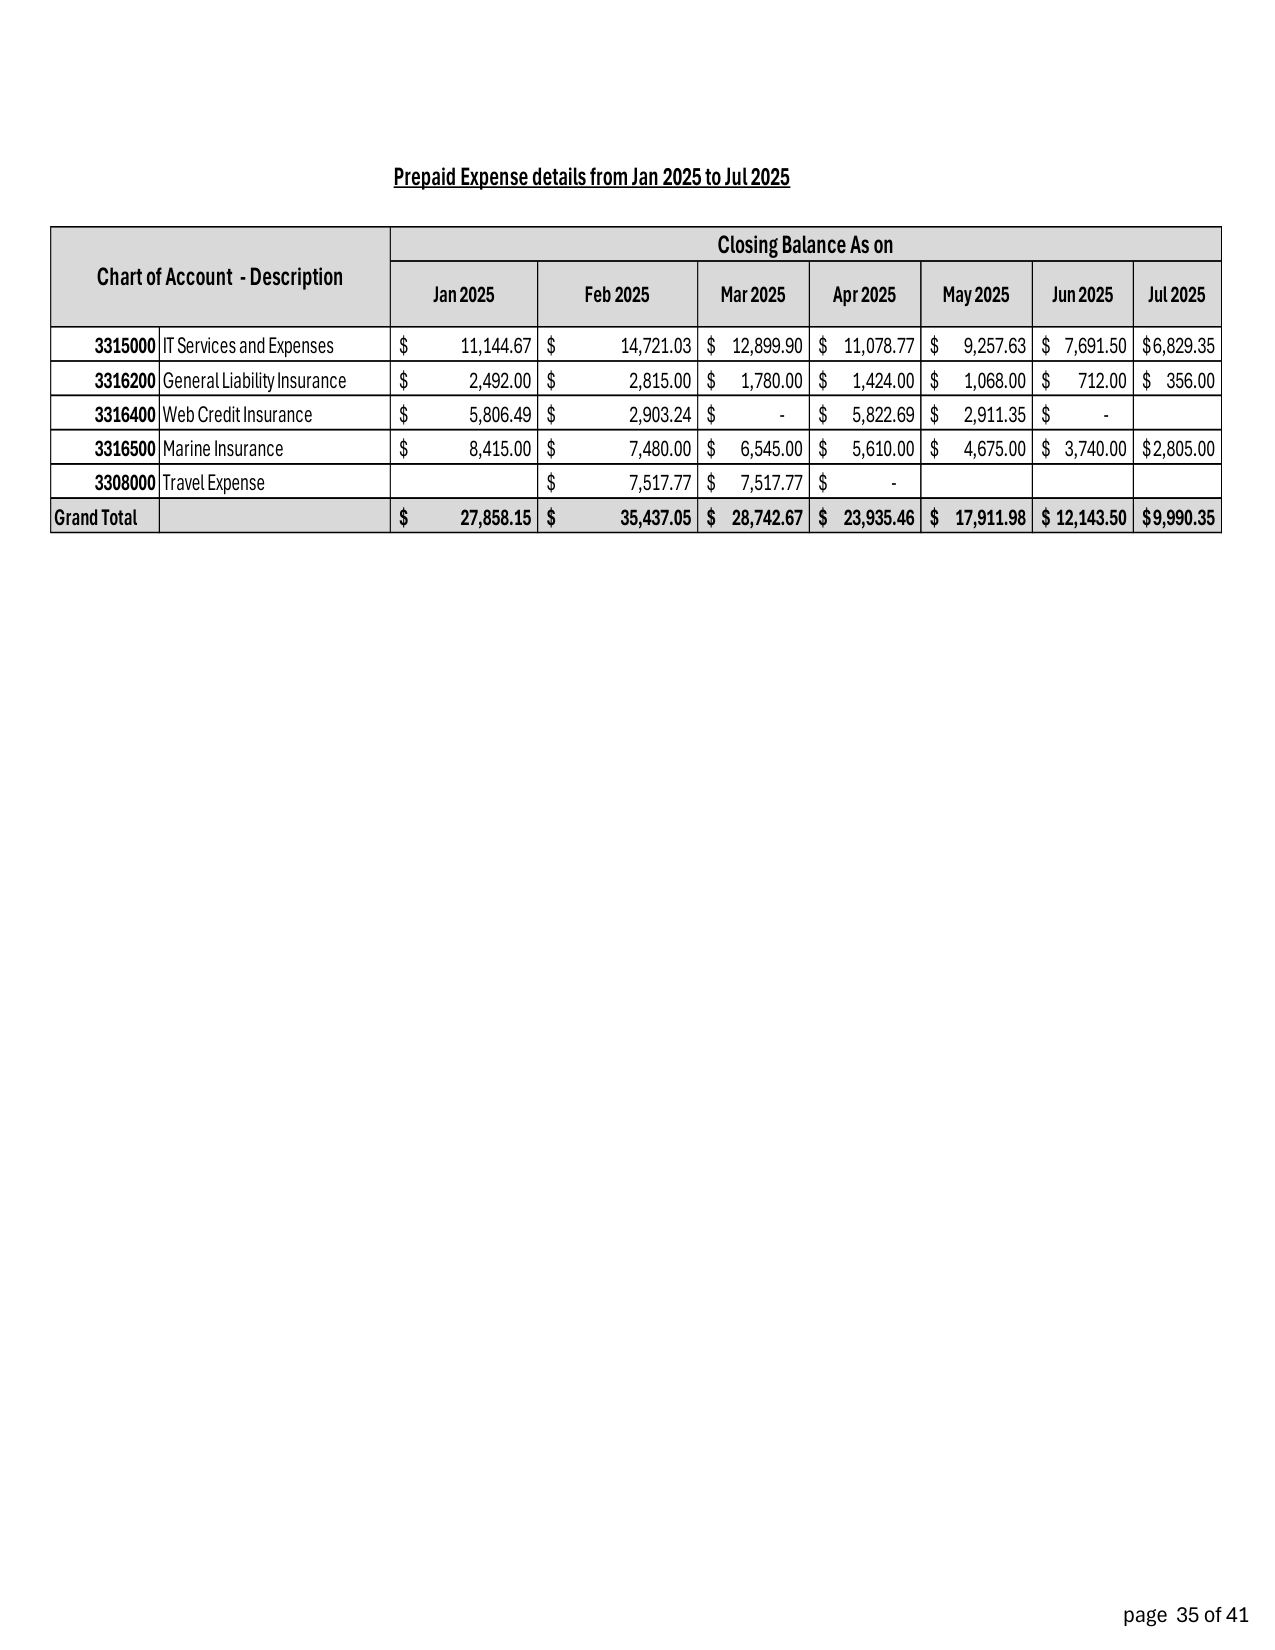 Prepaid Expense details from Jan 2025 to Jul 2025
Chart of Account - Description Closing Balance As on
Jan 2025 Feb 2025 Mar 2025 Apr 2025 May 2025 Jun 2025 Jul 2025
3315000 IT Services and Expenses $ 11,144.67 $ 14,721.03 $ 12,899.90 $ 11,078.77 $ 9,257.63 $ 7,691.50 $6,829.35
3316200 General Liability Insurance $ 2,492.00 $ 2,815.00 $ 1,780.00 $ 1,424.00 $ 1,068.00 $ 712.00 $ 356.00
3316400 Web Credit Insurance $ 5,806.49 $ 2,903.24 $ - $ 5,822.69 $ 2,911.35 $ -
3316500 Marine Insurance $ 8,415.00 $ 7,480.00 $ 6,545.00 $ 5,610.00 $ 4,675.00 $ 3,740.00 $2,805.00
3308000 Travel Expense $ 7,517.77 $ 7,517.77 $ -
Grand Total $ 27,858.15 $ 35,437.05 $ 28,742.67 $ 23,935.46 $ 17,911.98 $ 12,143.50 $9,990.35
page 35 of 41